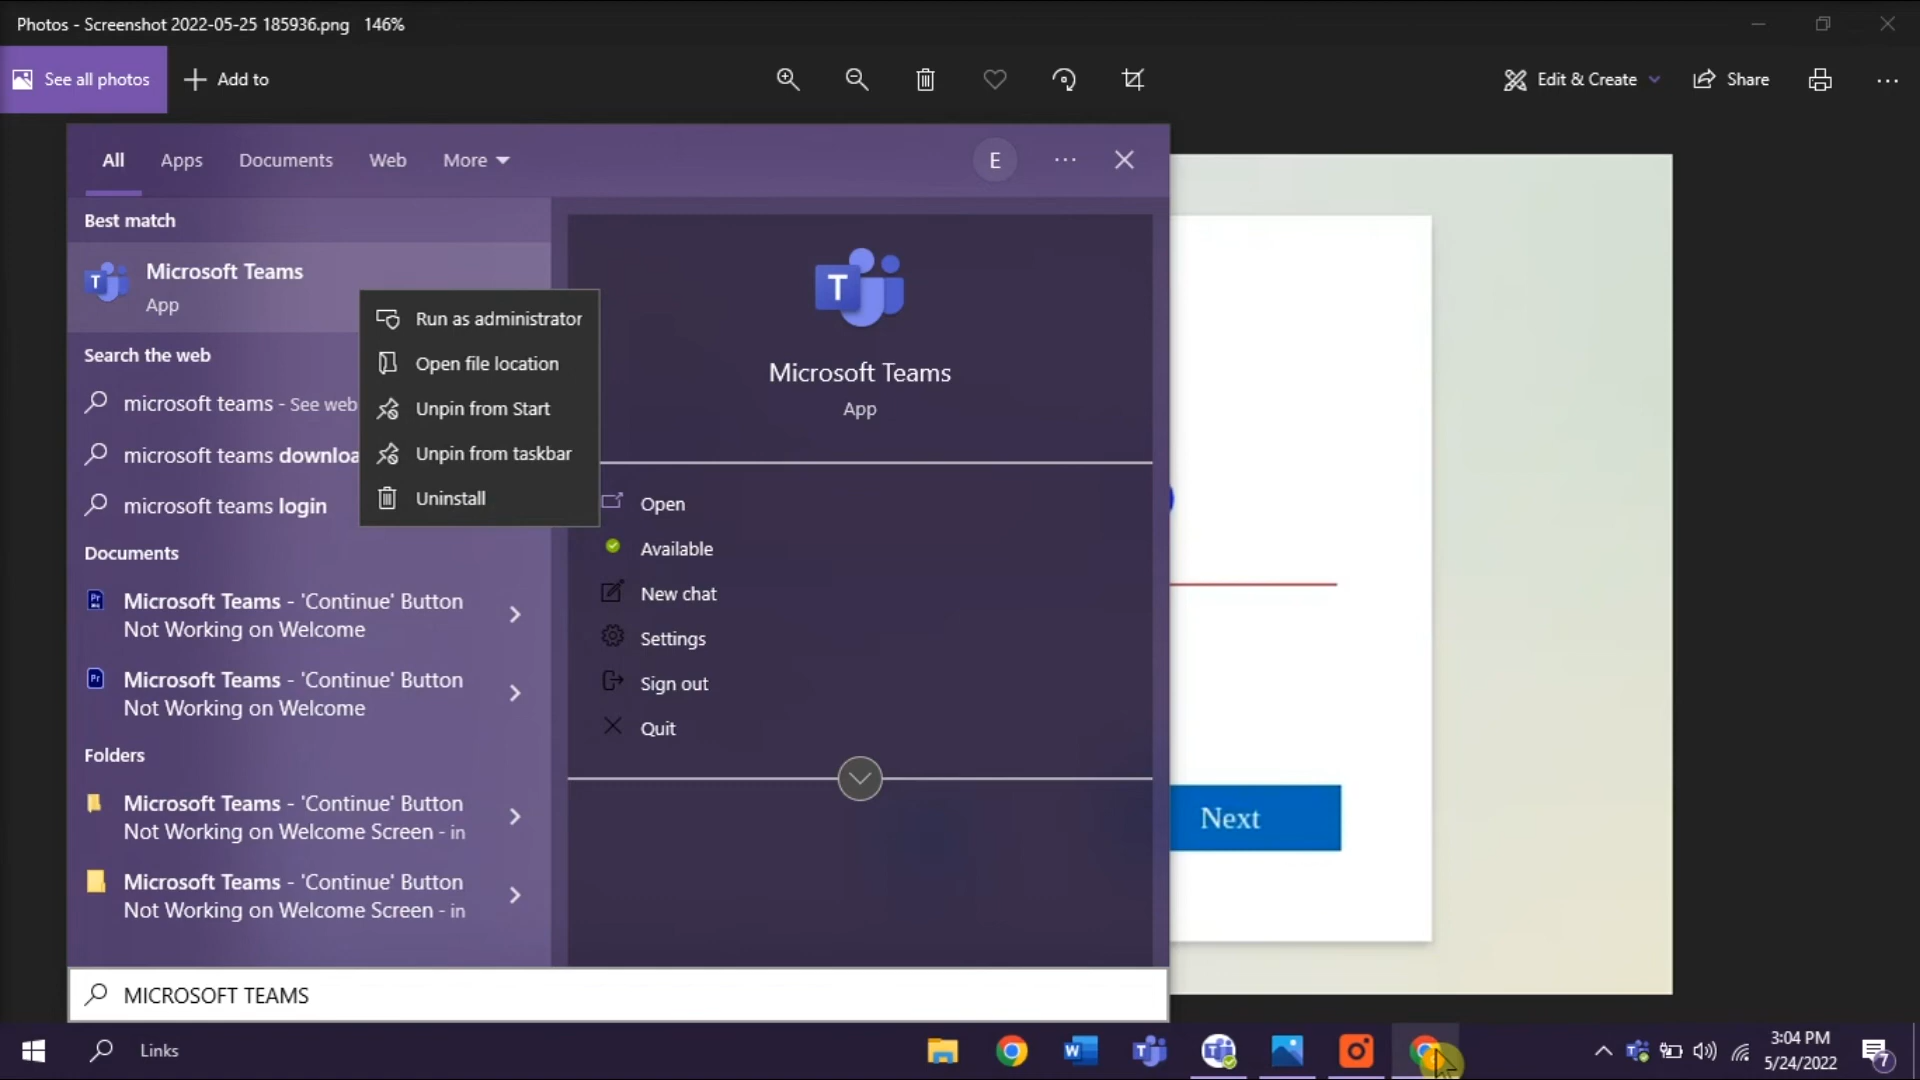 Photos - Screenshot 2022-05-25 185936.png 146%
See all photos
Add to
Edit & Create
Share
All
Apps
Documents
Web
More
E
Best match
Microsoft Teams
App
Search the web
microsoft teams - See web
microsoft teams downloa
microsoft teams login
Documents
Microsoft Teams - 'Continue' Button
Not Working on Welcome
Microsoft Teams - 'Continue' Button
Not Working on Welcome
Folders
Microsoft Teams - 'Continue' Button
Not Working on Welcome Screen - in
Microsoft Teams - 'Continue' Button
Not Working on Welcome Screen - in
Run as administrator
Open file location
Unpin from Start
Unpin from taskbar
Uninstall
T
Microsoft Teams
App
Open
Available
New chat
Settings
Sign out
Quit
Next
MICROSOFT TEAMS
Links
3:04 PM
5/24/2022
7